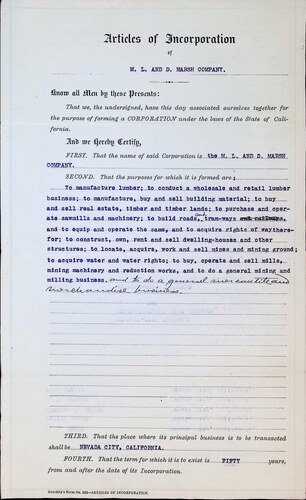 Articles of Incorporation
of
M. L. AND D. MARSH COMPANY.
Know all Men by these Presents:
That we, the undersigned, have this day associated ourselves together for
the purpose of forming a CORPORATION under the laws of the State of Cali-
fornia.
And we Hereby Certify,
FIRST. That the name of said Corporation is the M. L. AND D. MARSH
COMPANY.
SECOND. That the purposes for which it is formed are:
To manufacture lumber; to conduct a wholesale and retail lumber
business; to manufacture, buy and sell building material; to buy
and sell real estate, timber and timber lands; to purchase and oper-
ate sawmills and machinery; to build roads, and tram-ways and railways,
and to equip and operate the same, and to acquire rights of way there-
for; to construct, own, rent and sell dwelling-houses and other
structures; to locate, acquire, work and sell mines and mining ground;
to acquire water and water rights; to buy, operate and sell mills,
mining machinery and reduction works, and to do a general mining and
milling business. and to do a general mercantile and
merchandise business.
THIRD. That the place where its principal business is to be transacted
shall be NEVADA CITY, CALIFORNIA.
FOURTH. That the term for which it is to exist is FIFTY years,
from and after the date of its Incorporation.
Form No. ARTICLES OF INCORPORATION.